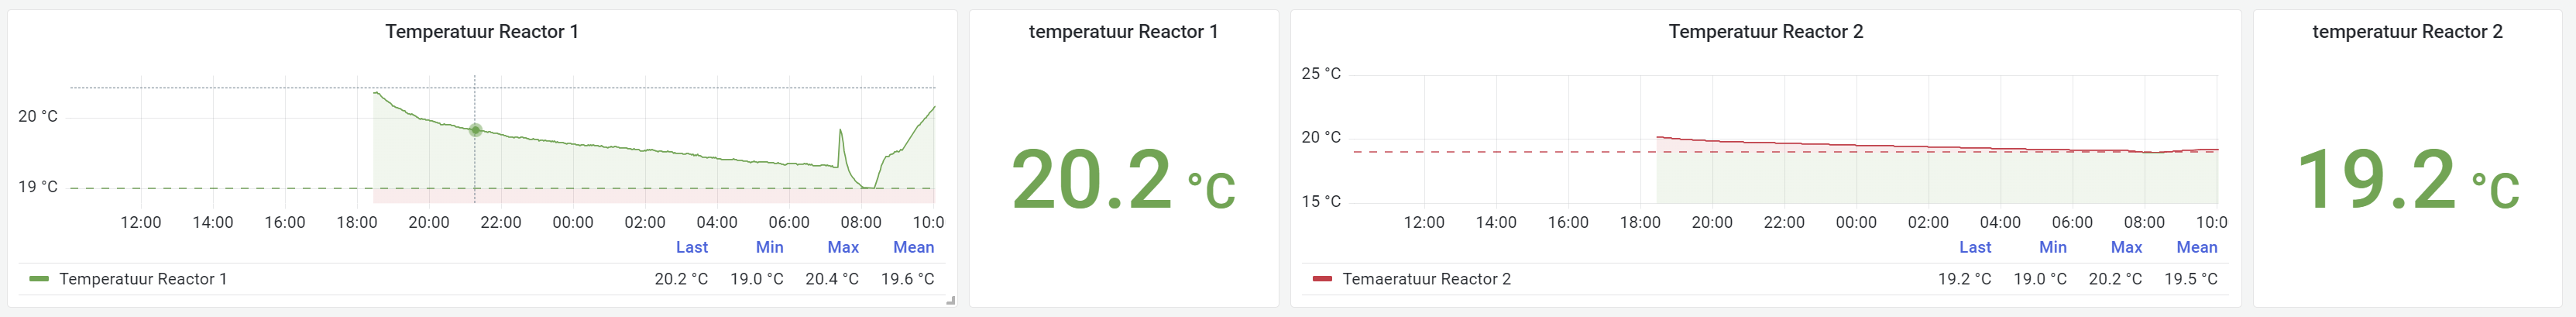 Temperatuur Reactor 1
20 °C
19 °C
12:00 14:00 16:00 18:00 20:00 22:00 00:00 02:00 04:00 06:00 08:00 10:0
Last Min Max Mean
Temperatuur Reactor 1 20.2 °C 19.0 °C 20.4 °C 19.6 °C
temperatuur Reactor 1
20.2 °C
Temperatuur Reactor 2
25 °C
20 °C
15 °C
12:00 14:00 16:00 18:00 20:00 22:00 00:00 02:00 04:00 06:00 08:00 10:0
Last Min Max Mean
Temaeratuur Reactor 2 19.2 °C 19.0 °C 20.2 °C 19.5 °C
temperatuur Reactor 2
19.2 °C